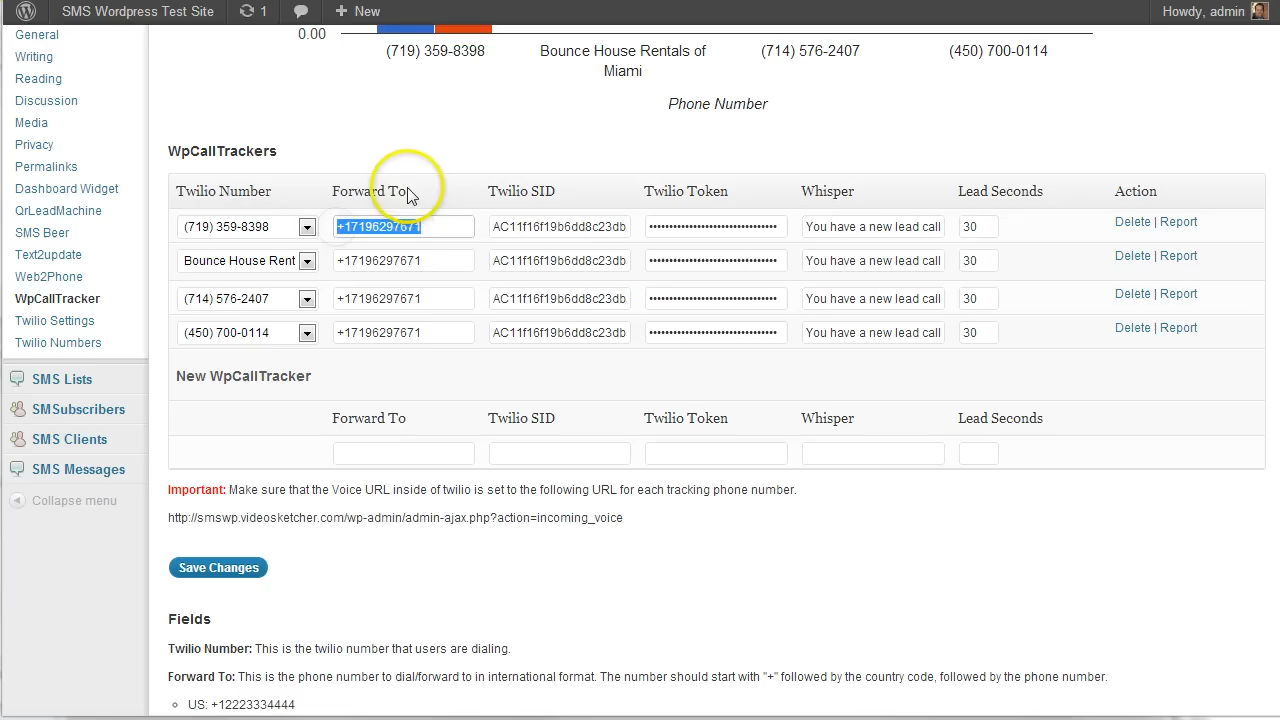 SMS Wordpress Test Site 1 New Howdy, admin
General
Writing
Reading
Discussion
Media
Privacy
Permalinks
Dashboard Widget
QrLeadMachine
SMS Beer
Text2update
Web2Phone
WpCallTracker
Twilio Settings
Twilio Numbers
SMS Lists
SMSubscribers
SMS Clients
SMS Messages
Collapse menu
0.00
(719) 359-8398 Bounce House Rentals of (714) 576-2407 (450) 700-0114
Miami
Phone Number
WpCallTrackers
Twilio Number Forward To Twilio SID Twilio Token Whisper Lead Seconds Action
(719) 359-8398 +17196297671 AC11f16f19b6dd8c23db •••••••••••••••••••••••••••••••• You have a new lead call 30 Delete | Report
Bounce House Rent +17196297671 AC11f16f19b6dd8c23db •••••••••••••••••••••••••••••••• You have a new lead call 30 Delete | Report
(714) 576-2407 +17196297671 AC11f16f19b6dd8c23db •••••••••••••••••••••••••••••••• You have a new lead call 30 Delete | Report
(450) 700-0114 +17196297671 AC11f16f19b6dd8c23db •••••••••••••••••••••••••••••••• You have a new lead call 30 Delete | Report
New WpCallTracker
Forward To Twilio SID Twilio Token Whisper Lead Seconds
Important: Make sure that the Voice URL inside of twilio is set to the following URL for each tracking phone number.
http://smswp.videosketcher.com/wp-admin/admin-ajax.php?action=incoming_voice
Save Changes
Fields
Twilio Number: This is the twilio number that users are dialing.
Forward To: This is the phone number to dial/forward to in international format. The number should start with "+" followed by the country code, followed by the phone number.
US: +12223334444